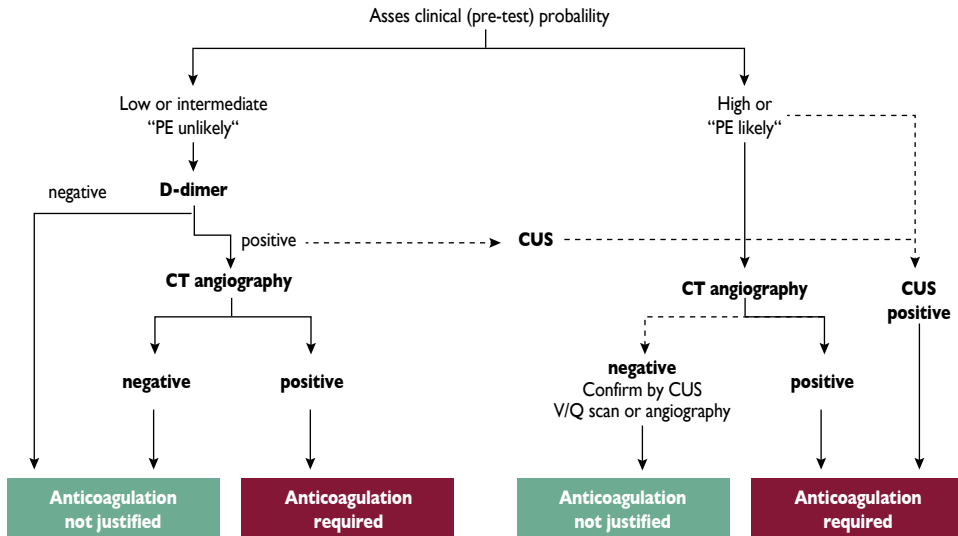 Asses clinical (pre-test) probalility
Low or intermediate
“PE unlikely“
High or
“PE likely“
negative
D-dimer
positive
CUS
CT angiography
CT angiography
CUS
positive
negative
positive
negative
Confirm by CUS
V/Q scan or angiography
positive
Anticoagulation
not justified
Anticoagulation
required
Anticoagulation
not justified
Anticoagulation
required